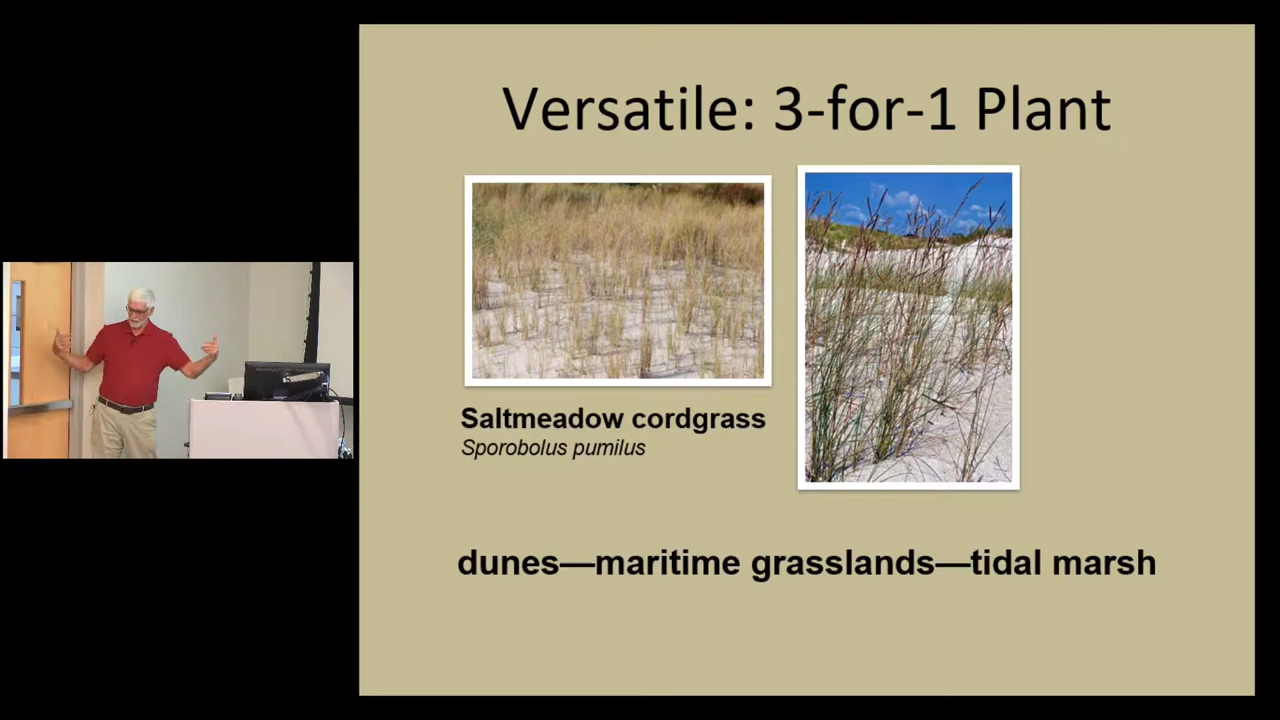 Versatile: 3-for-1 Plant
Saltmeadow cordgrass
Sporobolus pumilus
dunes—maritime grasslands—tidal marsh